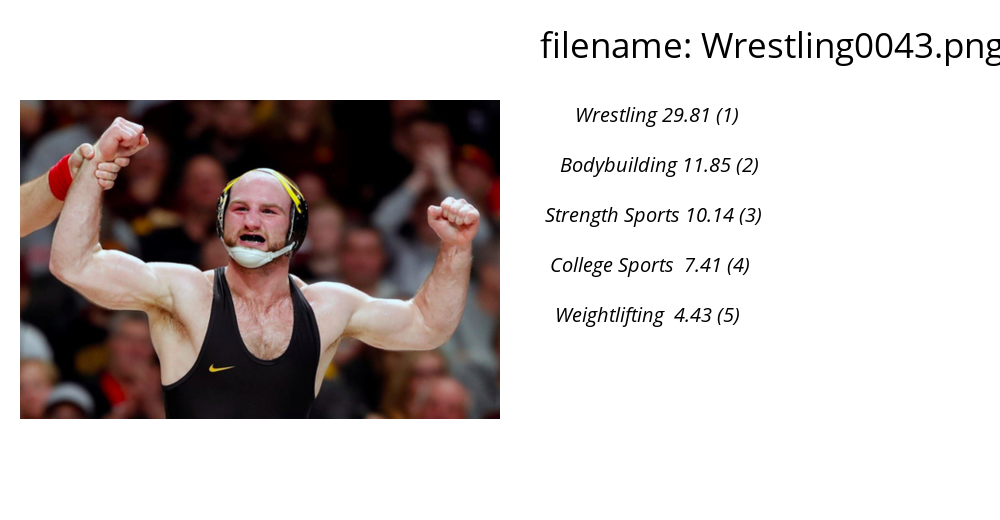 filename: Wrestling0043.png
Wrestling 29.81 (1)
Bodybuilding 11.85 (2)
Strength Sports 10.14 (3)
College Sports 7.41 (4)
Weightlifting 4.43 (5)